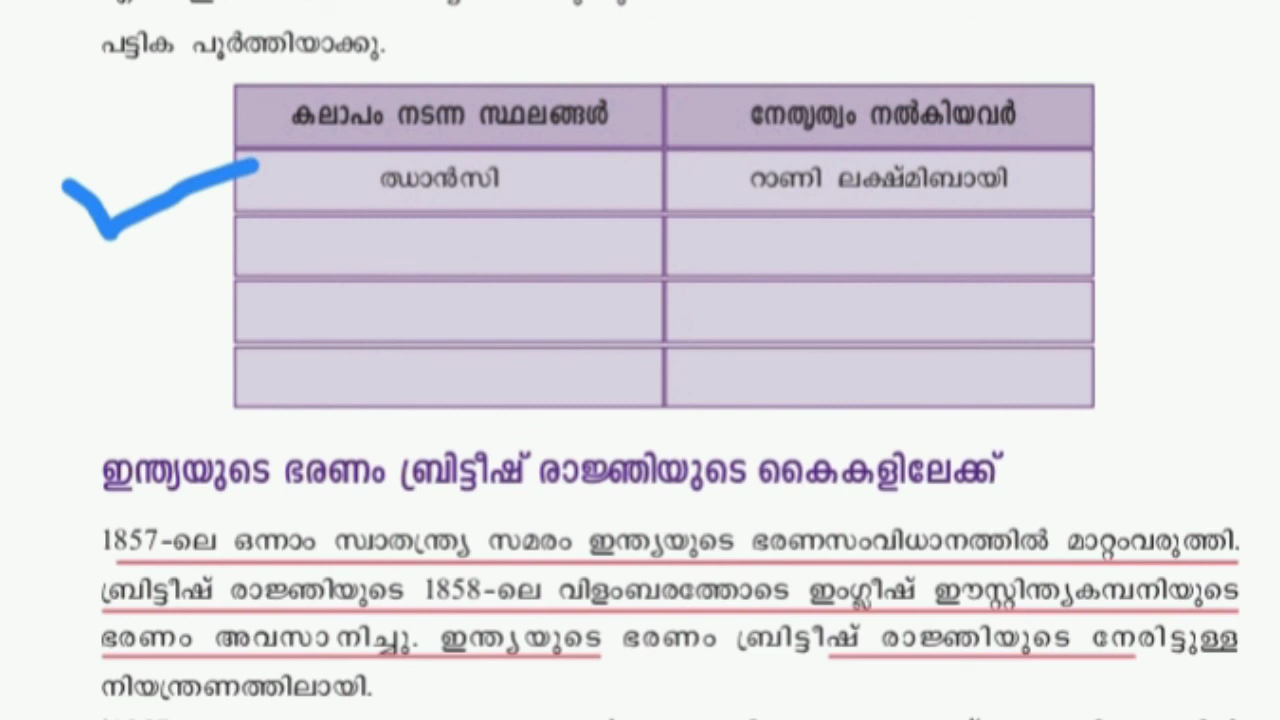 പട്ടിക പൂർത്തിയാക്കു.
കലാപം നടന്ന സ്ഥലങ്ങൾ നേതൃത്വം നൽകിയവർ
ഝാൻസി റാണി ലക്ഷ്മിബായി
ഇന്ത്യയുടെ ഭരണം ബ്രിട്ടീഷ് രാജ്ഞിയുടെ കൈകളിലേക്ക്
1857-ലെ ഒന്നാം സ്വാതന്ത്ര്യ സമരം ഇന്ത്യയുടെ ഭരണസംവിധാനത്തിൽ മാറ്റംവരുത്തി.
ബ്രിട്ടീഷ് രാജ്ഞിയുടെ 1858-ലെ വിളംബരത്തോടെ ഇംഗ്ലീഷ് ഈസ്റ്റിന്ത്യകമ്പനിയുടെ
ഭരണം അവസാനിച്ചു. ഇന്ത്യയുടെ ഭരണം ബ്രിട്ടീഷ് രാജ്ഞിയുടെ നേരിട്ടുള്ള
നിയന്ത്രണത്തിലായി.